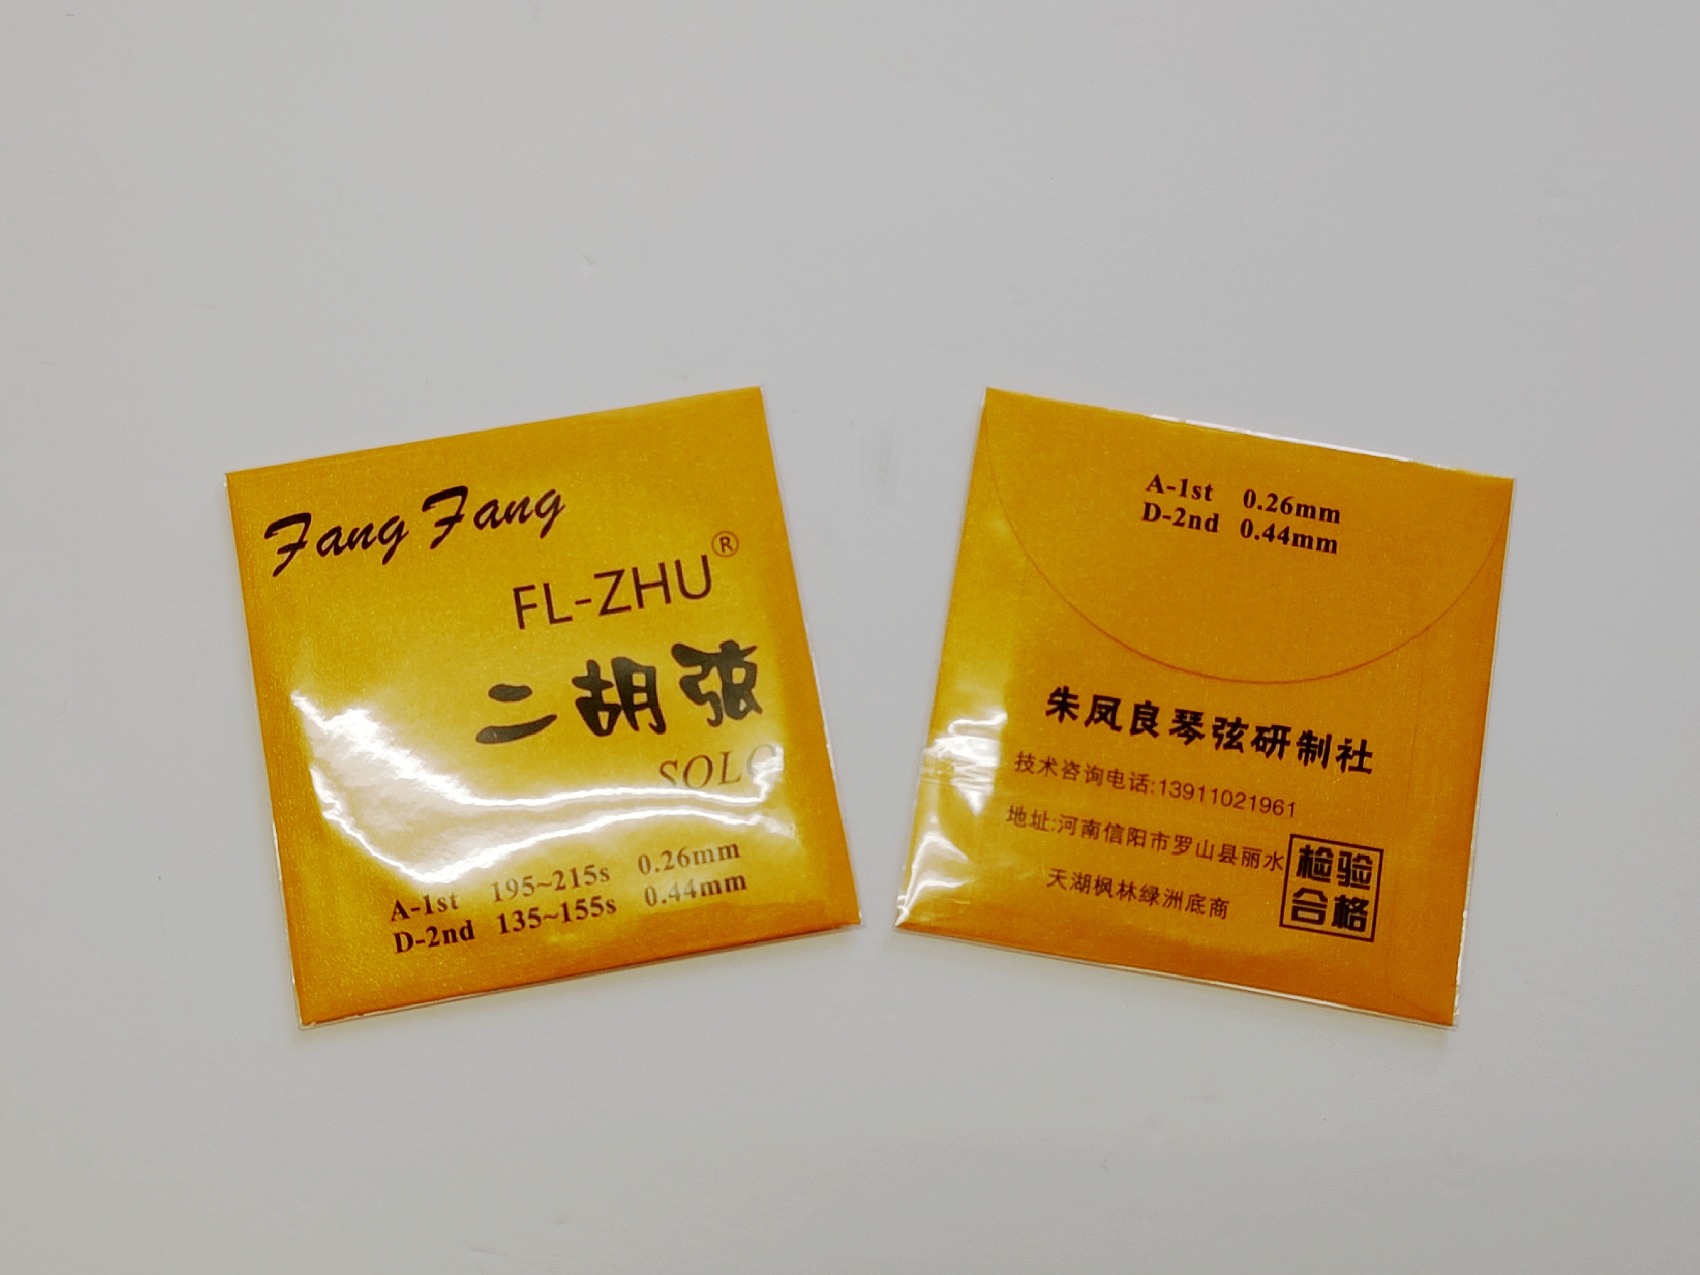 Fang Fang
FL-ZHU®
二胡弦
SOLO
A-1st 195~215s 0.26mm
D-2nd 135~155s 0.44mm
A-1st 0.26mm
D-2nd 0.44mm
朱凤良琴弦研制社
技术咨询电话:13911021961
地址:河南信阳市罗山县丽水
天湖枫林绿洲底商
检验
合格